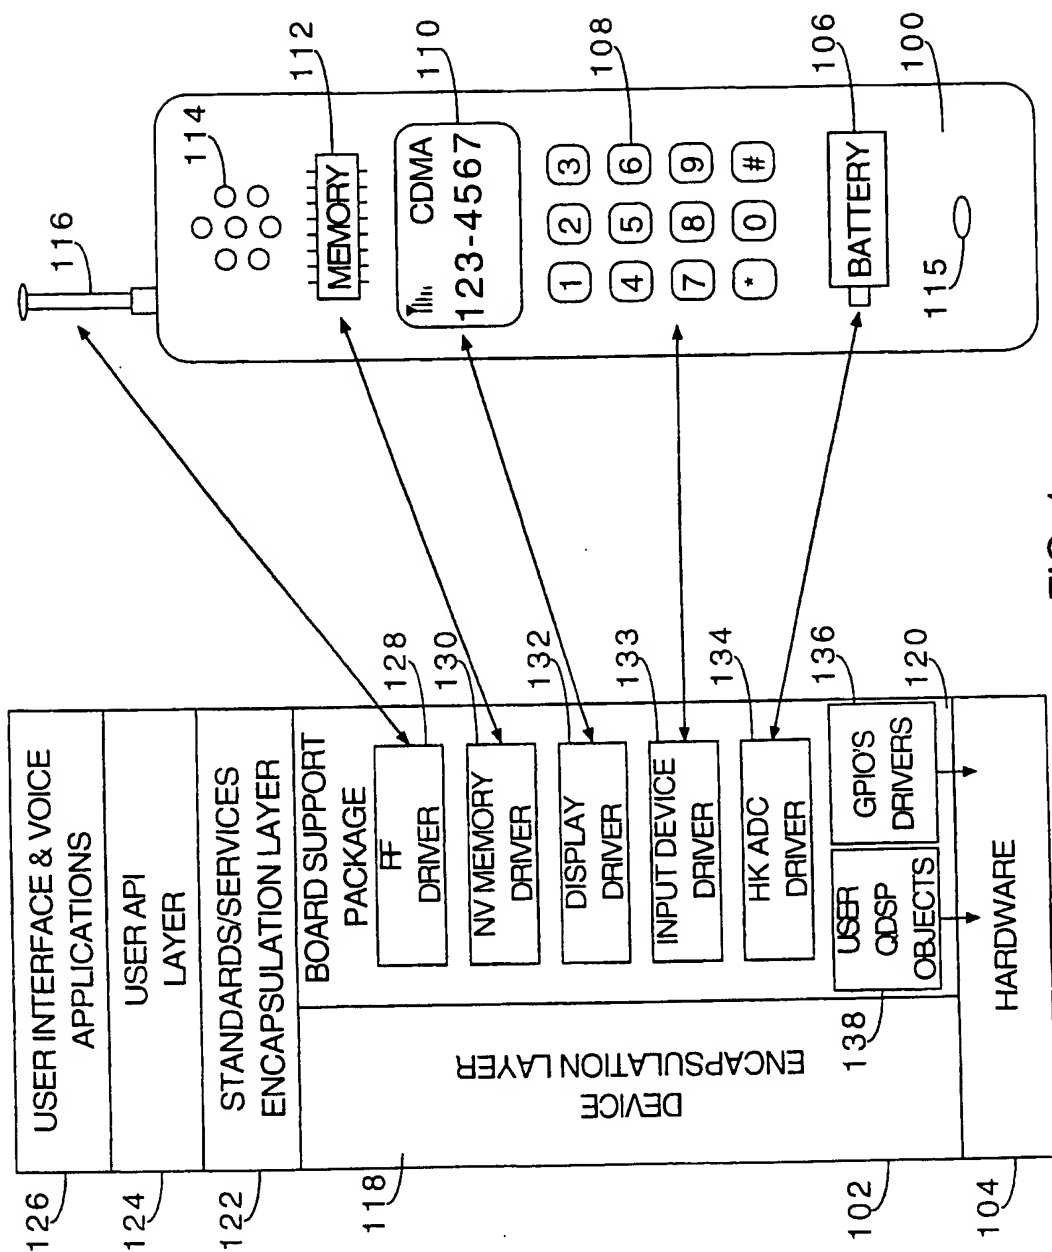 126
USER INTERFACE & VOICE
APPLICATIONS
124
USER API
LAYER
122
STANDARDS/SERVICES
ENCAPSULATION LAYER
118
DEVICE
ENCAPSULATION LAYER
BOARD SUPPORT
PACKAGE
RF
DRIVER
128
NV MEMORY
DRIVER
130
DISPLAY
DRIVER
132
INPUT DEVICE
DRIVER
133
HK ADC
DRIVER
134
USER
QDSP
OBJECTS
138
GPIO'S
DRIVERS
136
120
102
104
HARDWARE
116
114
MEMORY
112
CDMA
123-4567
110
1 2 3
4 5 6
7 8 9
* 0 #
108
BATTERY
106
115
100